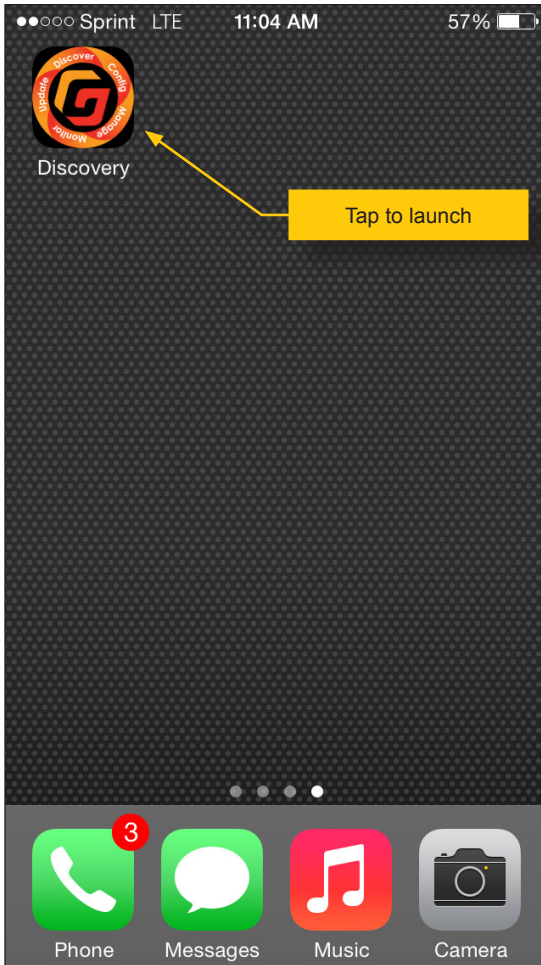 Sprint LTE 11:04 AM 57%
Discover
Config
Manage
Monitor
Update
Discovery
Tap to launch
3
Phone Messages Music Camera